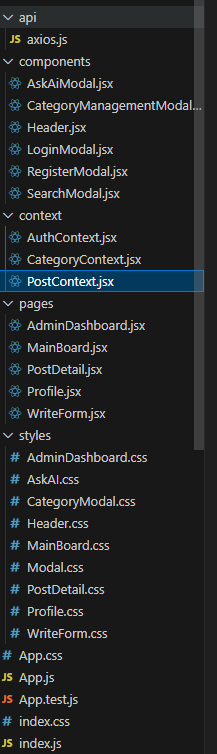 api
JS axios.js
components
AskAiModal.jsx
CategoryManagementModal...
Header.jsx
LoginModal.jsx
RegisterModal.jsx
SearchModal.jsx
context
AuthContext.jsx
CategoryContext.jsx
PostContext.jsx
pages
AdminDashboard.jsx
MainBoard.jsx
PostDetail.jsx
Profile.jsx
WriteForm.jsx
styles
# AdminDashboard.css
# AskAI.css
# CategoryModal.css
# Header.css
# MainBoard.css
# Modal.css
# PostDetail.css
# Profile.css
# WriteForm.css
# App.css
JS App.js
JS App.test.js
# index.css
JS index.js